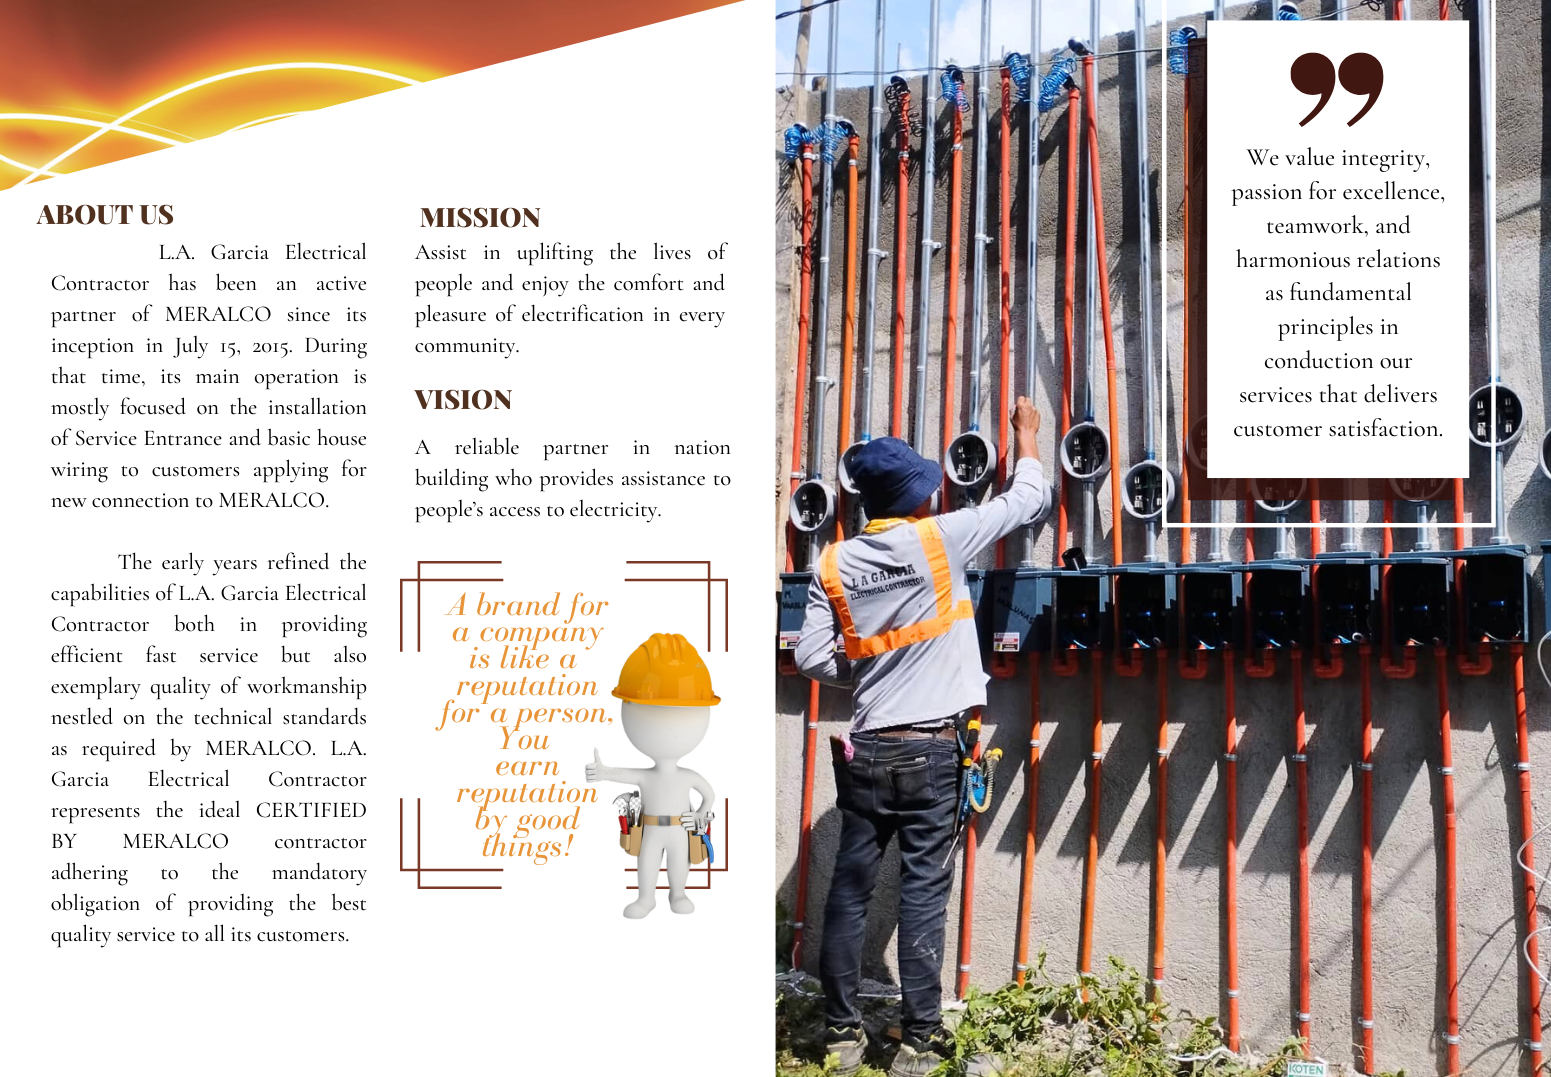 ABOUT US
L.A. Garcia Electrical
Contractor has been an active
partner of MERALCO since its
inception in July 15, 2015. During
that time, its main operation is
mostly focused on the installation
of Service Entrance and basic house
wiring to customers applying for
new connection to MERALCO.
The early years refined the
capabilities of L.A. Garcia Electrical
Contractor both in providing
efficient fast service but also
exemplary quality of workmanship
nestled on the technical standards
as required by MERALCO. L.A.
Garcia Electrical Contractor
represents the ideal CERTIFIED
BY MERALCO contractor
adhering to the mandatory
obligation of providing the best
quality service to all its customers.
MISSION
Assist in uplifting the lives of
people and enjoy the comfort and
pleasure of electrification in every
community.
VISION
A reliable partner in nation
building who provides assistance to
people's access to electricity.
A brand for
a company
is like a
reputation
for a person,
You
earn
reputation
by good
things!
”
We value integrity,
passion for excellence,
teamwork, and
harmonious relations
as fundamental
principles in
conduction our
services that delivers
customer satisfaction.
L A GARCIA
ELECTRICAL CONTRACTOR
KOTEN